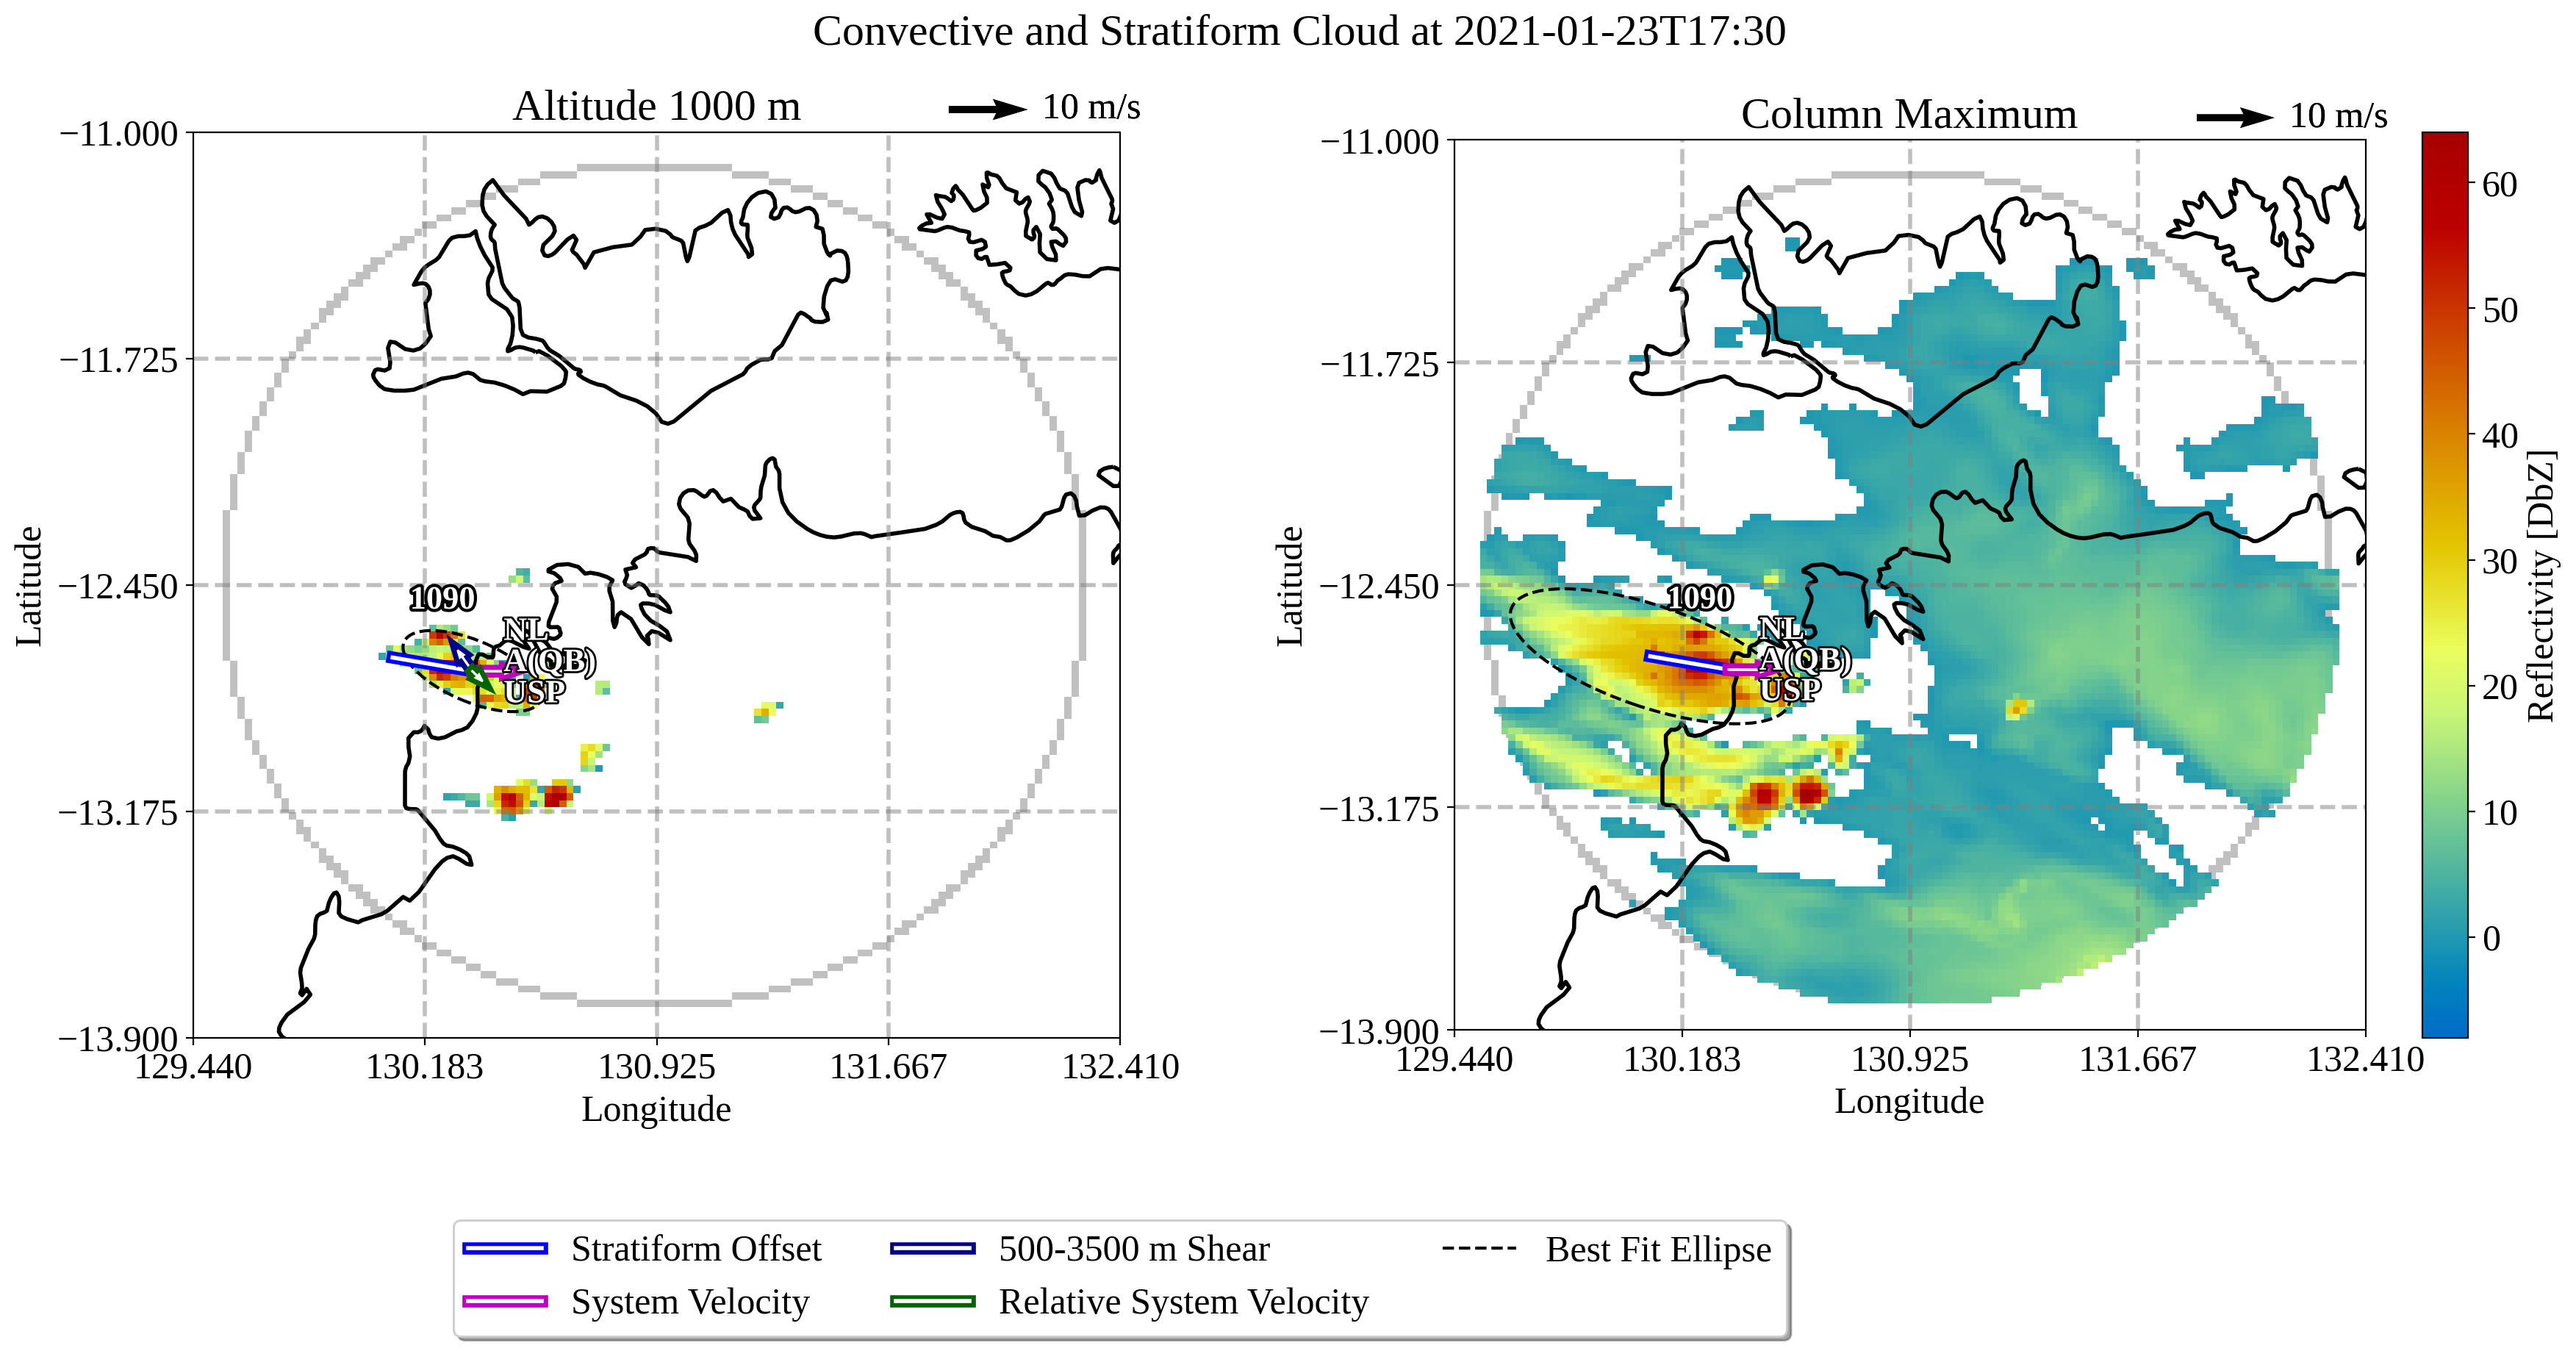 Convective and Stratiform Cloud at 2021-01-23T17:30
Altitude 1000 m
10 m/s
−11.000
−11.725
−12.450
−13.175
−13.900
Latitude
129.440
130.183
130.925
131.667
132.410
Longitude
1090
NL
A(QB)
USP
Column Maximum
10 m/s
−11.000
−11.725
−12.450
−13.175
−13.900
Latitude
129.440
130.183
130.925
131.667
132.410
Longitude
1090
NL
A(QB)
USP
60
50
40
30
20
10
0
Reflectivity [DbZ]
Stratiform Offset
System Velocity
500-3500 m Shear
Relative System Velocity
Best Fit Ellipse